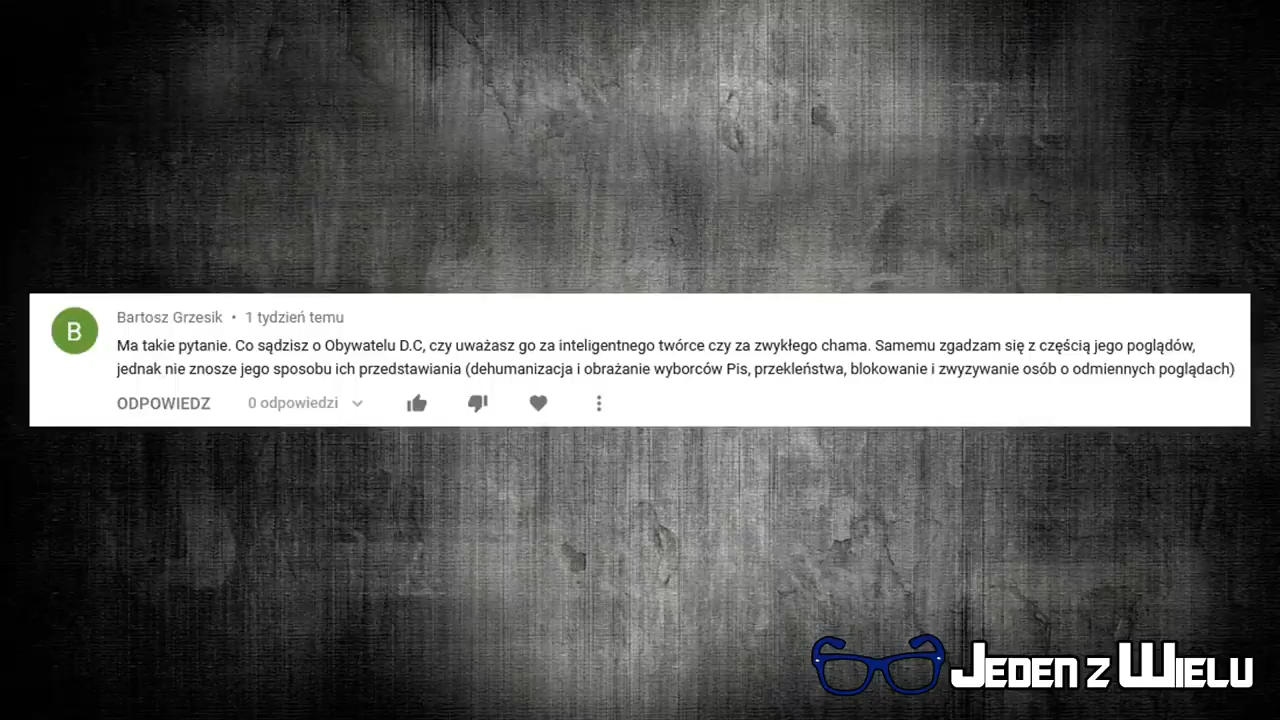 B
Bartosz Grzesik • 1 tydzień temu
Ma takie pytanie. Co sądzisz o Obywatelu D.C, czy uważasz go za inteligentnego twórce czy za zwykłego chama. Samemu zgadzam się z częścią jego poglądów,
jednak nie znosze jego sposobu ich przedstawiania (dehumanizacja i obrażanie wyborców Pis, przekleństwa, blokowanie i zwyzywanie osób o odmiennych poglądach)
ODPOWIEDZ 0 odpowiedzi
Jeden z Wielu